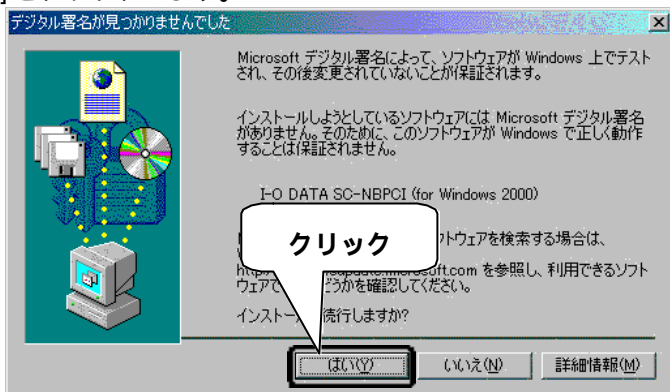 デジタル署名が見つかりませんでした
Microsoft デジタル署名によって、ソフトウェアが Windows 上でテスト
され、その後変更されていないことが保証されます。
インストールしようとしているソフトウェアには Microsoft デジタル署名
がありません。そのために、このソフトウェアが Windows で正しく動作
することは保証されません。
I-O DATA SC-NBPCI (for Windows 2000)
クリック
トウェアを検索する場合は、
soft.com を参照し、利用できるソフト
ウェアで どうかを確認してください。
インストー 続行しますか?
はい(Y) いいえ(N) 詳細情報(M)